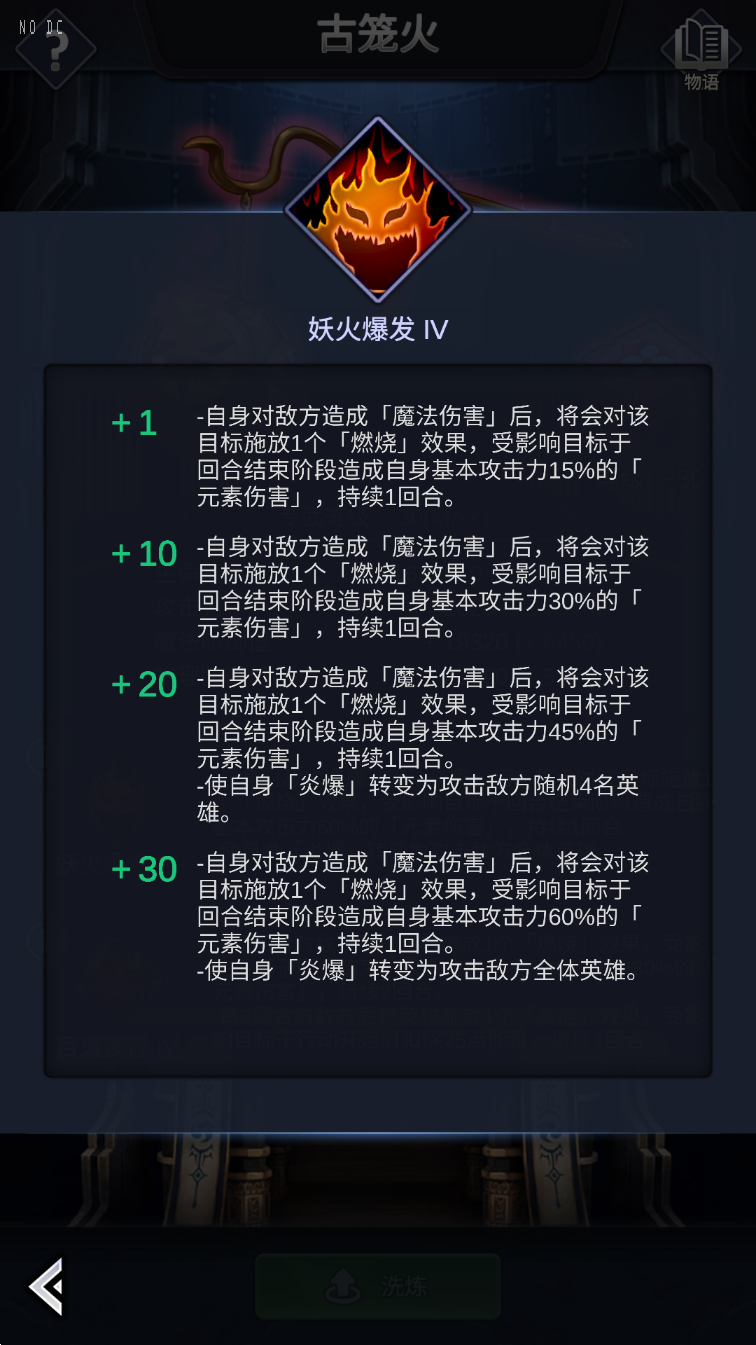 NO DC
古笼火
物语
妖火爆发 IV
+1
-自身对敌方造成「魔法伤害」后，将会对该
目标施放1个「燃烧」效果，受影响目标于
回合结束阶段造成自身基本攻击力15%的「
元素伤害」，持续1回合。
+10
-自身对敌方造成「魔法伤害」后，将会对该
目标施放1个「燃烧」效果，受影响目标于
回合结束阶段造成自身基本攻击力30%的「
元素伤害」，持续1回合。
+20
-自身对敌方造成「魔法伤害」后，将会对该
目标施放1个「燃烧」效果，受影响目标于
回合结束阶段造成自身基本攻击力45%的「
元素伤害」，持续1回合。
-使自身「炎爆」转变为攻击敌方随机4名英
雄。
+30
-自身对敌方造成「魔法伤害」后，将会对该
目标施放1个「燃烧」效果，受影响目标于
回合结束阶段造成自身基本攻击力60%的「
元素伤害」，持续1回合。
-使自身「炎爆」转变为攻击敌方全体英雄。
洗炼